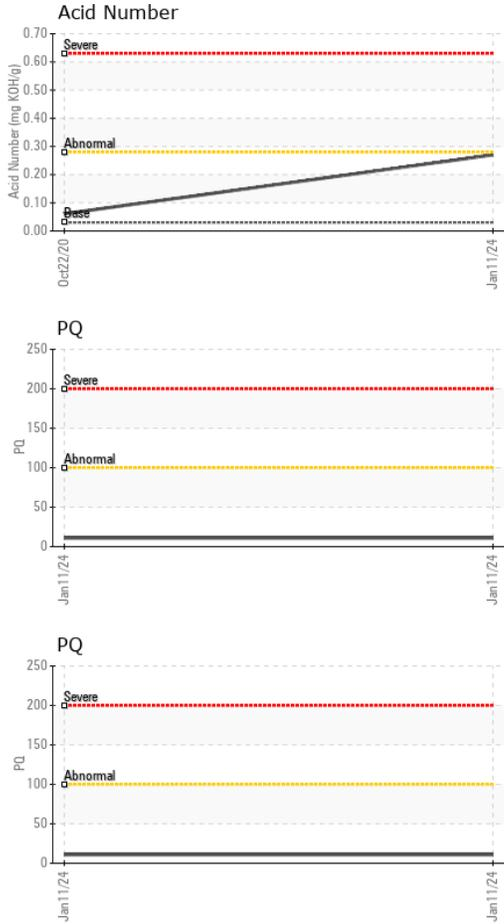 Acid Number
Acid Number (mg KOH/g)
0.70
0.60
0.50
0.40
0.30
0.20
0.10
0.00
Severe
Abnormal
Base
Oct22/20
Jan11/24
PQ
PQ
250
200
150
100
50
0
Severe
Abnormal
Jan11/24
Jan11/24
PQ
PQ
250
200
150
100
50
0
Severe
Abnormal
Jan11/24
Jan11/24